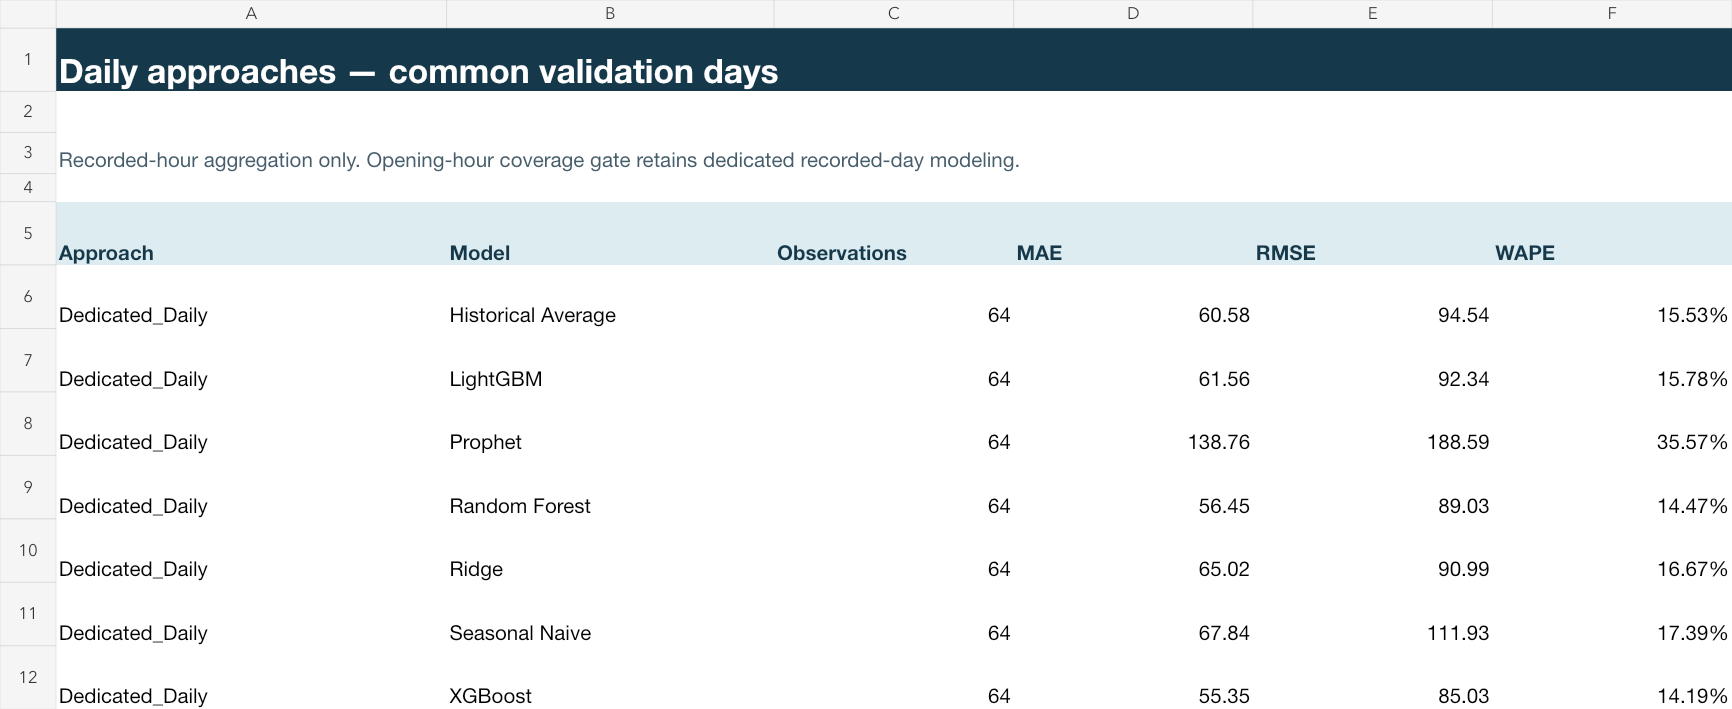 A B C D E F
1 Daily approaches — common validation days
2
3 Recorded-hour aggregation only. Opening-hour coverage gate retains dedicated recorded-day modeling.
4
5 Approach Model Observations MAE RMSE WAPE
6 Dedicated_Daily Historical Average 64 60.58 94.54 15.53%
7 Dedicated_Daily LightGBM 64 61.56 92.34 15.78%
8 Dedicated_Daily Prophet 64 138.76 188.59 35.57%
9 Dedicated_Daily Random Forest 64 56.45 89.03 14.47%
10 Dedicated_Daily Ridge 64 65.02 90.99 16.67%
11 Dedicated_Daily Seasonal Naive 64 67.84 111.93 17.39%
12 Dedicated_Daily XGBoost 64 55.35 85.03 14.19%